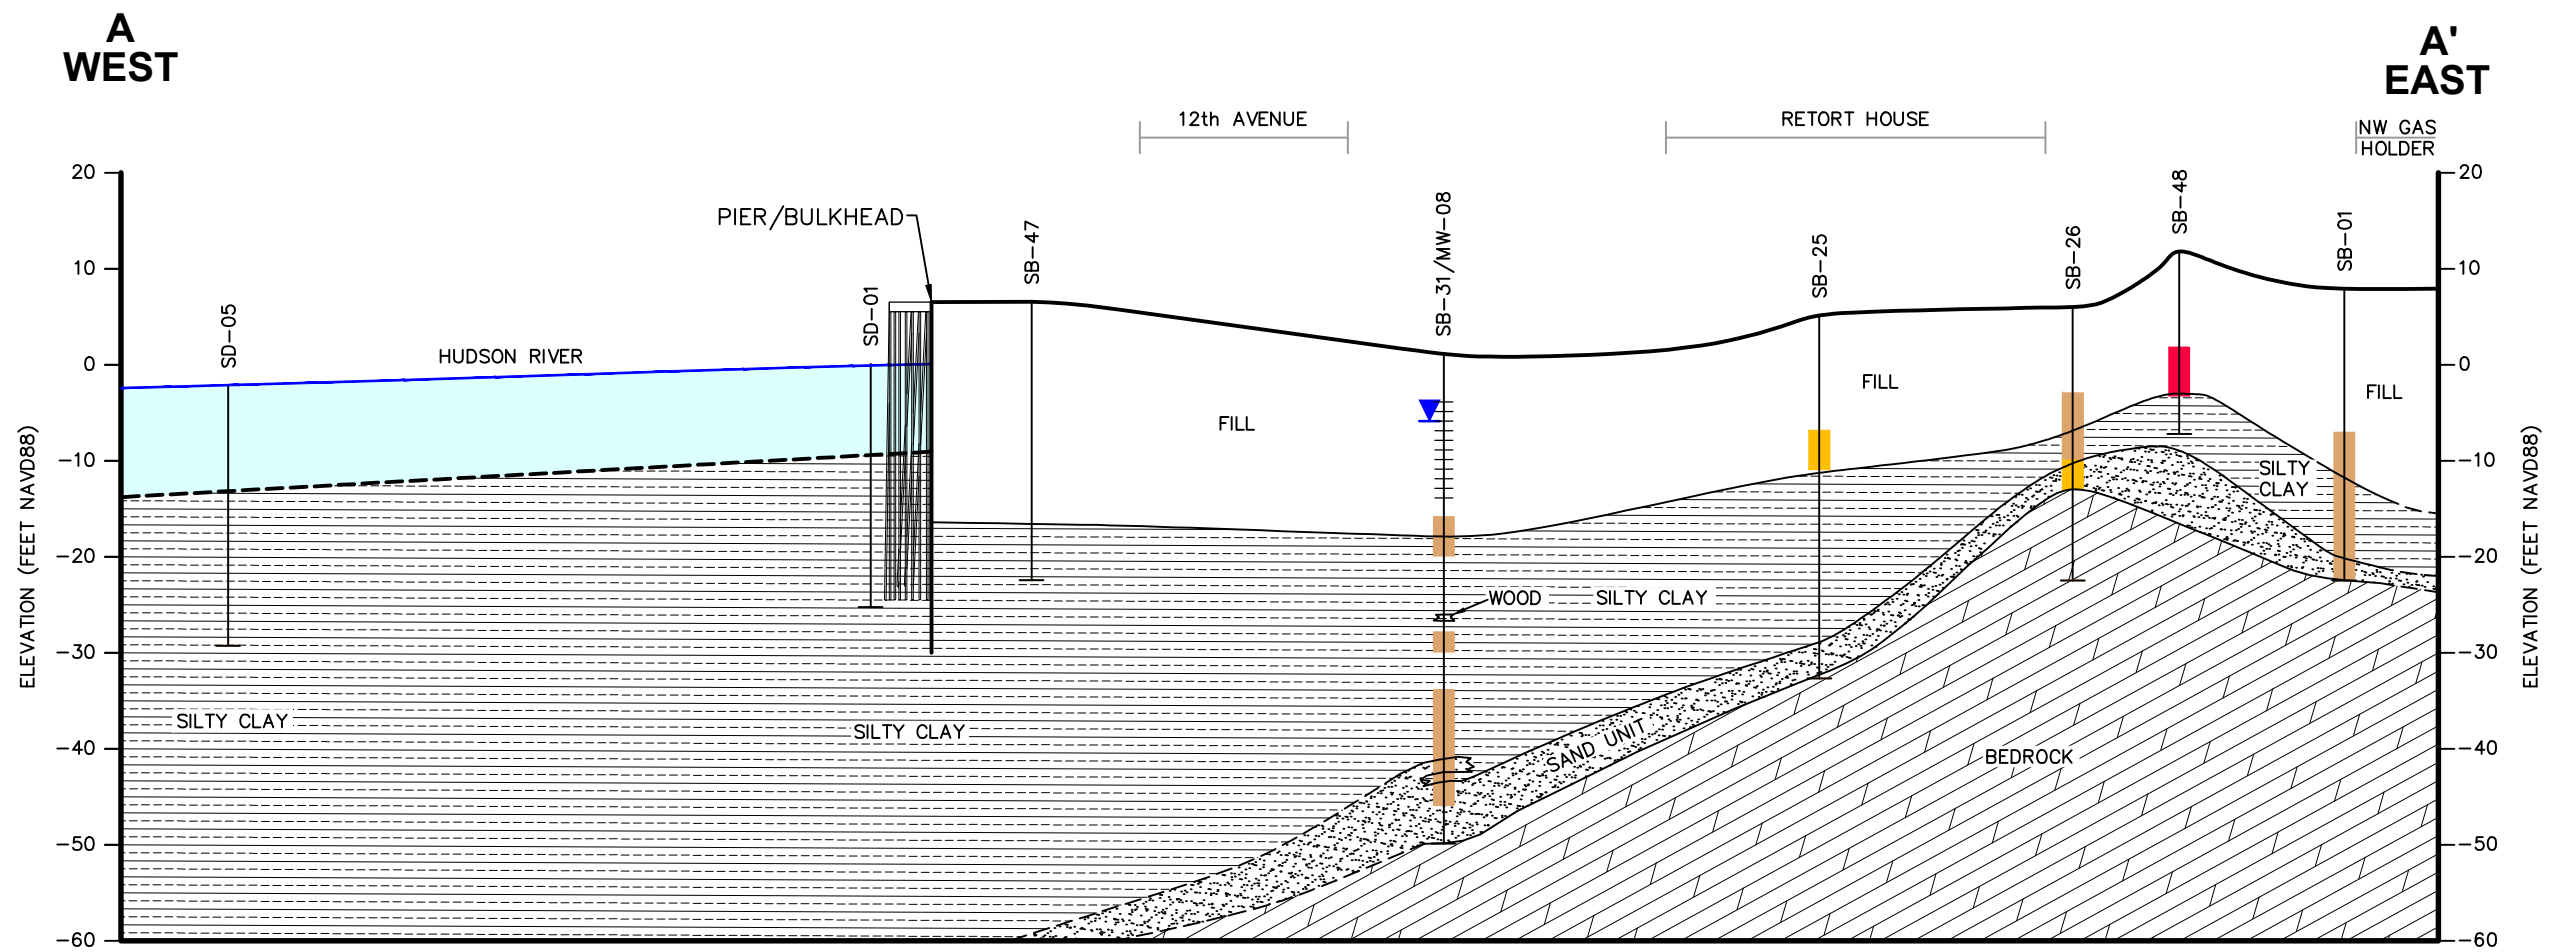 A
WEST
A'
EAST
12th AVENUE
RETORT HOUSE
NW GAS
HOLDER
20
10
0
-10
-20
-30
-40
-50
-60
ELEVATION (FEET NAVD88)
SD-05
HUDSON RIVER
SD-01
PIER/BULKHEAD
SB-47
SB-31/MW-08
SB-25
SB-26
SB-48
SB-01
FILL
FILL
FILL
SILTY
CLAY
WOOD
SILTY CLAY
SILTY CLAY
SILTY CLAY
SAND UNIT
BEDROCK
20
10
0
-10
-20
-30
-40
-50
-60
ELEVATION (FEET NAVD88)